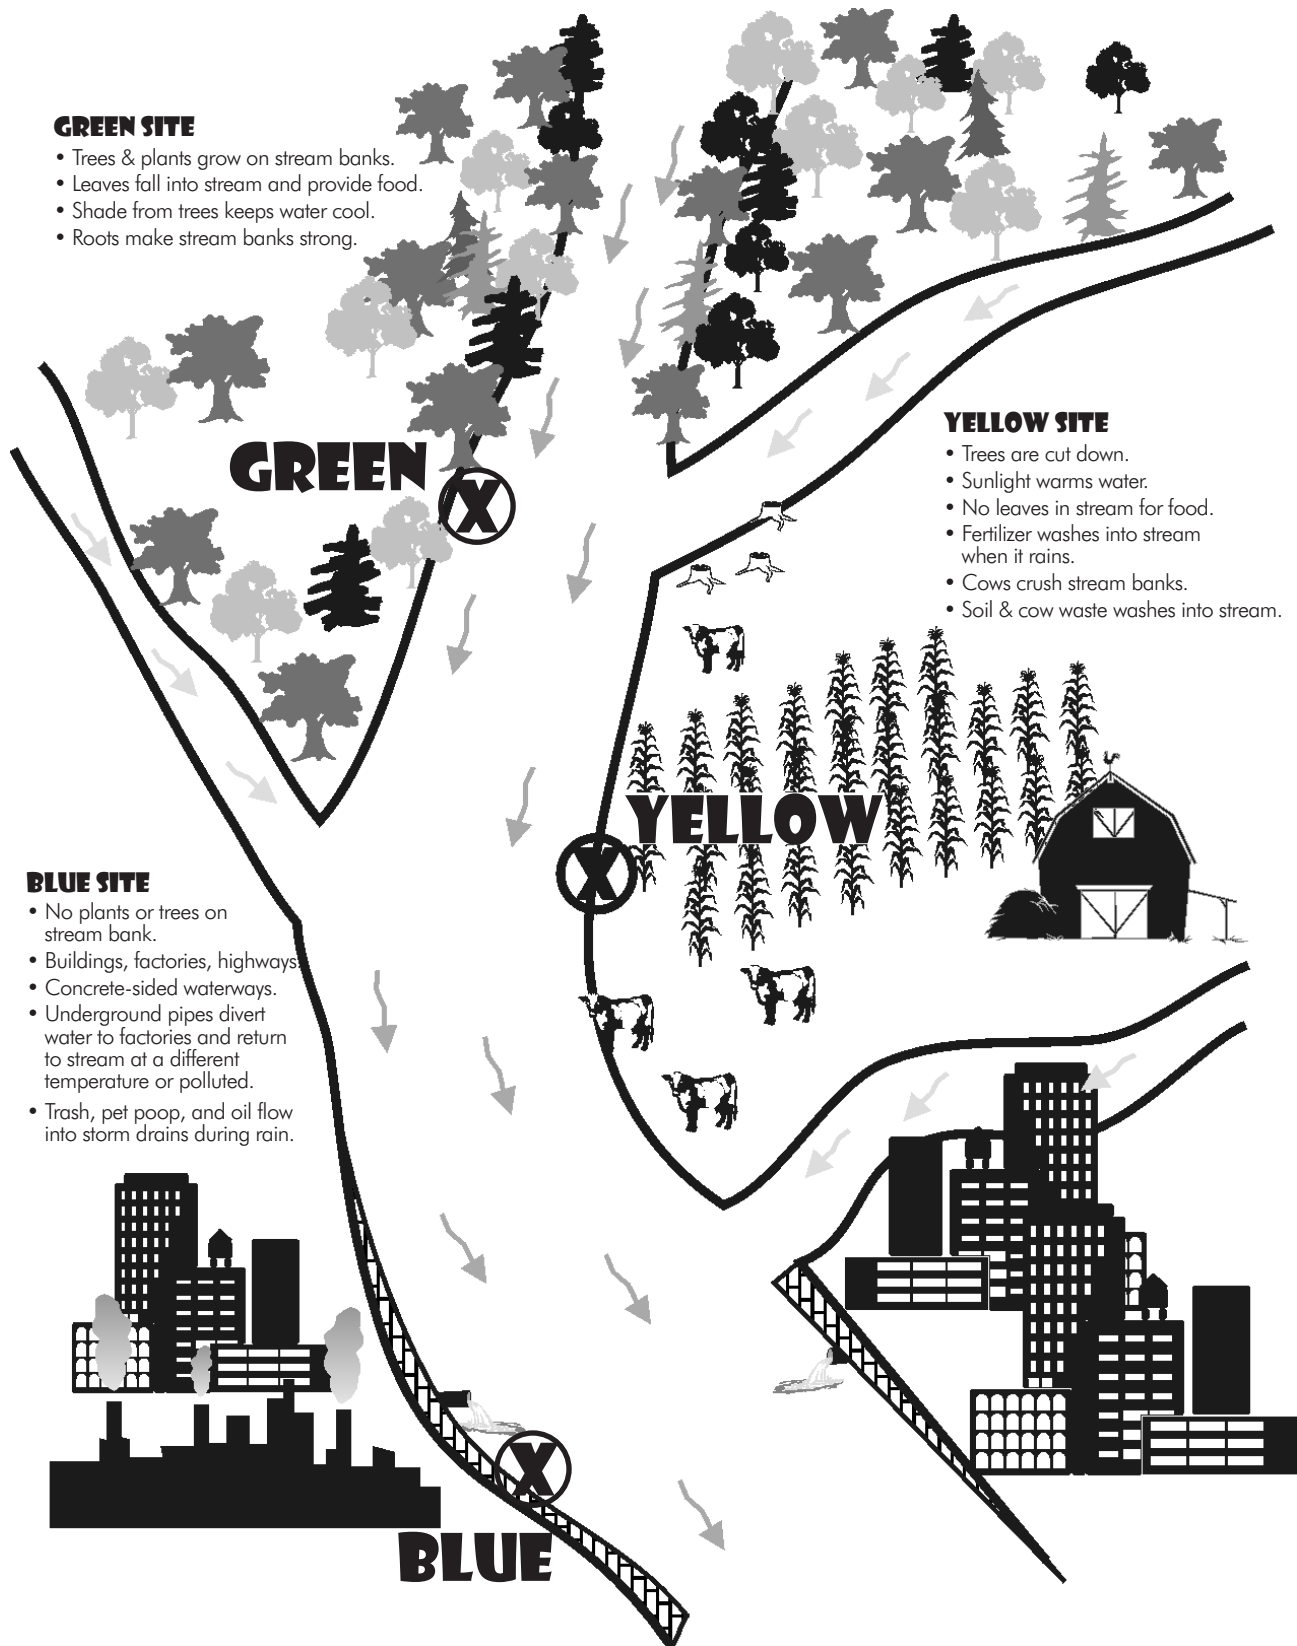 GREEN SITE
• Trees & plants grow on stream banks.
• Leaves fall into stream and provide food.
• Shade from trees keeps water cool.
• Roots make stream banks strong.
YELLOW SITE
• Trees are cut down.
• Sunlight warms water.
• No leaves in stream for food.
• Fertilizer washes into stream
when it rains.
• Cows crush stream banks.
• Soil & cow waste washes into stream.
GREEN
X
YELLOW
X
BLUE SITE
• No plants or trees on
stream bank.
• Buildings, factories, highways.
• Concrete-sided waterways.
• Underground pipes divert
water to factories and return
to stream at a different
temperature or polluted.
• Trash, pet poop, and oil flow
into storm drains during rain.
X
BLUE